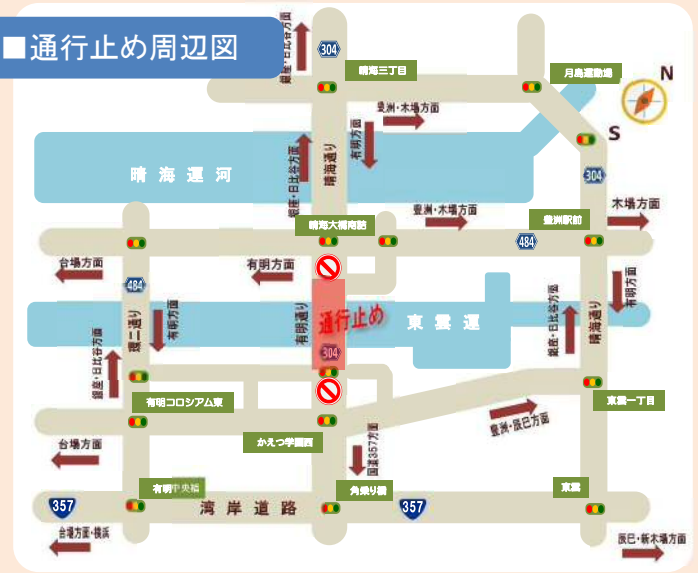 ■通行止め周辺図
銀座・日比谷方面
304
晴海三丁目
月島運動場
N
S
豊洲・木場方面
有明方面
晴海通り
銀座・日比谷方面
晴海運河
304
木場方面
晴海大橋南詰
豊洲・木場方面
豊洲駅前
484
台場方面
有明方面
484
有明方面
環二通り
銀座・日比谷方面
有明通り
通行止め
304
東雲運
銀座・日比谷方面
晴海通り
有明方面
有明コロシアム東
東雲一丁目
かえつ学園西
豊洲・辰巳方面
台場方面
国道357方面
有明中央橋
角乗り橋
東雲
357
湾岸道路
357
台場方面・横浜
辰巳・新木場方面